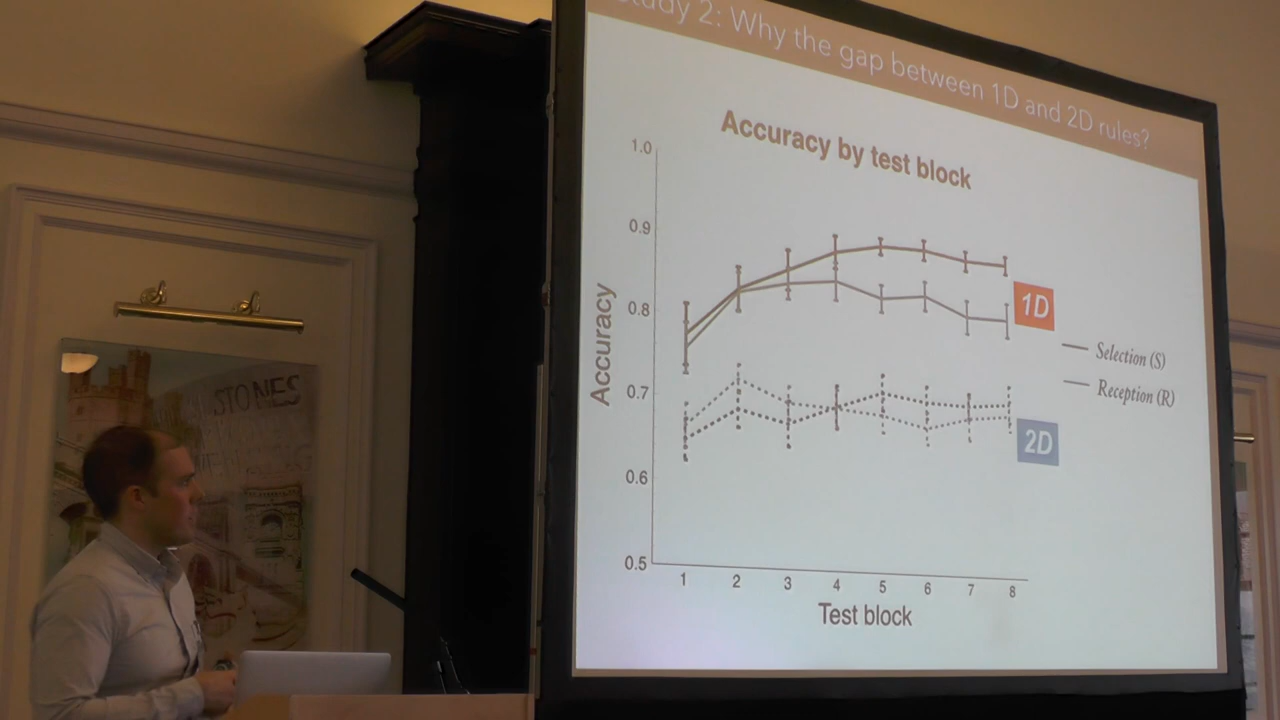 Study 2: Why the gap between 1D and 2D rules?
Accuracy by test block
1.0
0.9
0.8
0.7
0.6
0.5
Accuracy
1 2 3 4 5 6 7 8
Test block
1D
2D
Selection (S)
Reception (R)
STONES